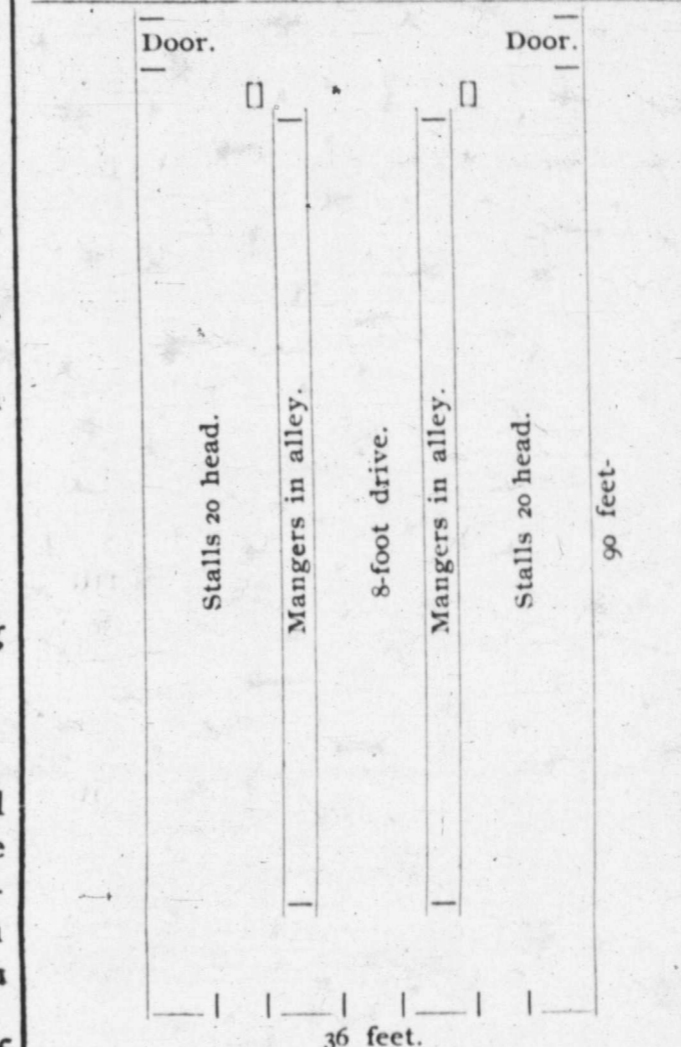 Door.
Door.
Stalls 20 head.
Mangers in alley.
8-foot drive.
Mangers in alley.
Stalls 20 head.
90 feet-
36 feet.